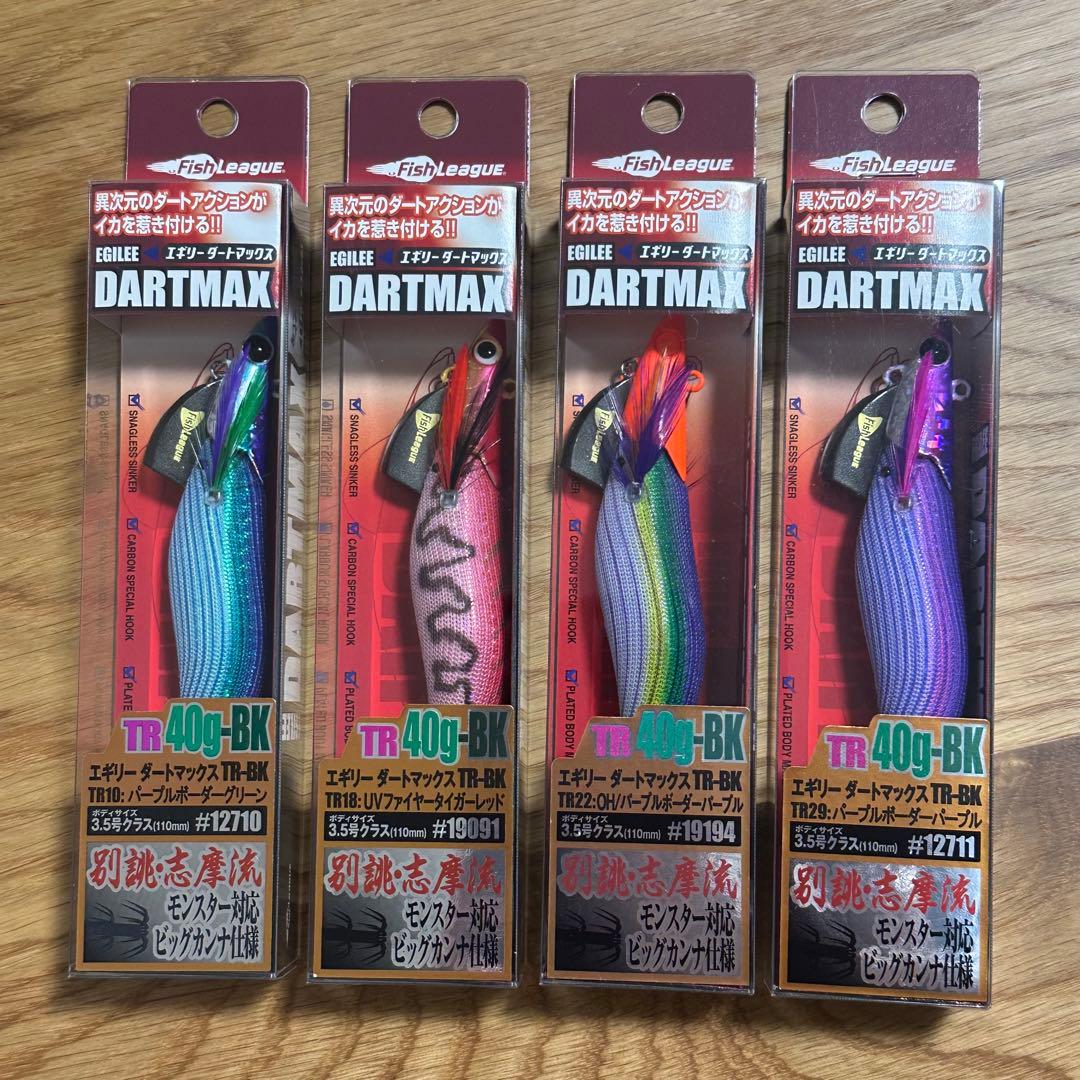 FishLeague
異次元のダートアクションが
イカを惹き付ける!!
EGILEE エギリー ダートマックス
DARTMAX
FishLeague
SNAGLESS SINKER
CARBON SPECIAL HOOK
PLATED
TR 40g-BK
エギリー ダートマックス TR-BK
TR10:パープルボーダーグリーン
ボディサイズ
3.5号クラス(110mm) #12710
別誂・志摩流
モンスター対応
ビッグカンナ仕様
FishLeague
異次元のダートアクションが
イカを惹き付ける!!
EGILEE エギリー ダートマックス
DARTMAX
SNAGLESS SINKER
CARBON SPECIAL HOOK
PLATED BODY
TR 40g-BK
エギリー ダートマックス TR-BK
TR18:UVファイヤータイガーレッド
ボディサイズ
3.5号クラス(110mm) #19091
別誂・志摩流
モンスター対応
ビッグカンナ仕様
FishLeague
異次元のダートアクションが
イカを惹き付ける!!
EGILEE エギリー ダートマックス
DARTMAX
FishLeague
SNAGLESS SINKER
CARBON SPECIAL HOOK
PLATED BODY M
TR 40g-BK
エギリー ダートマックス TR-BK
TR22:OH/パープルボーダーパープル
ボディサイズ
3.5号クラス(110mm) #19194
別誂・志摩流
モンスター対応
ビッグカンナ仕様
FishLeague
異次元のダートアクションが
イカを惹き付ける!!
EGILEE エギリー ダートマックス
DARTMAX
FishLeague
SNAGLESS SINKER
CARBON SPECIAL HOOK
PLATED BODY M
TR 40g-BK
エギリー ダートマックス TR-BK
TR29:パープルボーダーパープル
ボディサイズ
3.5号クラス(110mm) #12711
別誂・志摩流
モンスター対応
ビッグカンナ仕様